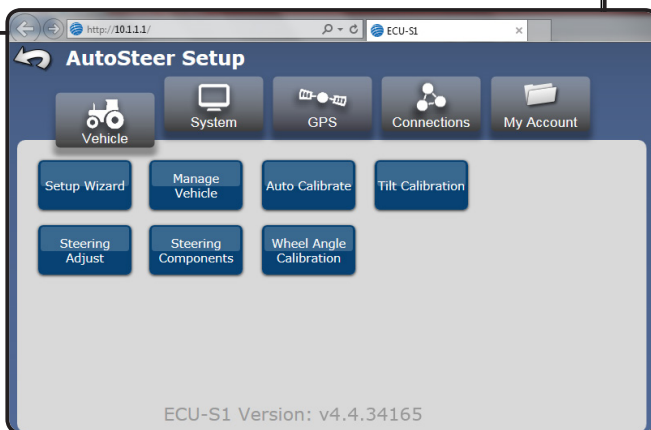 http://10.1.1.1/
ECU-S1
AutoSteer Setup
Vehicle
System
GPS
Connections
My Account
Setup Wizard
Manage
Vehicle
Auto Calibrate
Tilt Calibration
Steering
Adjust
Steering
Components
Wheel Angle
Calibration
ECU-S1 Version: v4.4.34165